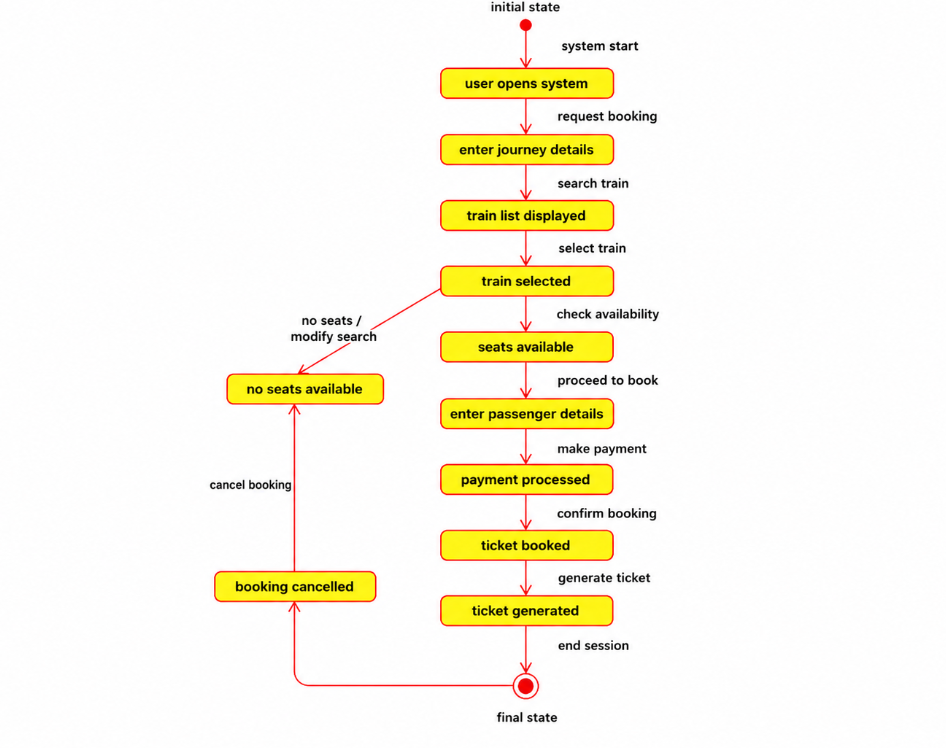 initial state
system start
user opens system
request booking
enter journey details
search train
train list displayed
select train
train selected
no seats /
modify search
check availability
seats available
no seats available
proceed to book
enter passenger details
make payment
payment processed
cancel booking
confirm booking
ticket booked
generate ticket
booking cancelled
ticket generated
end session
final state